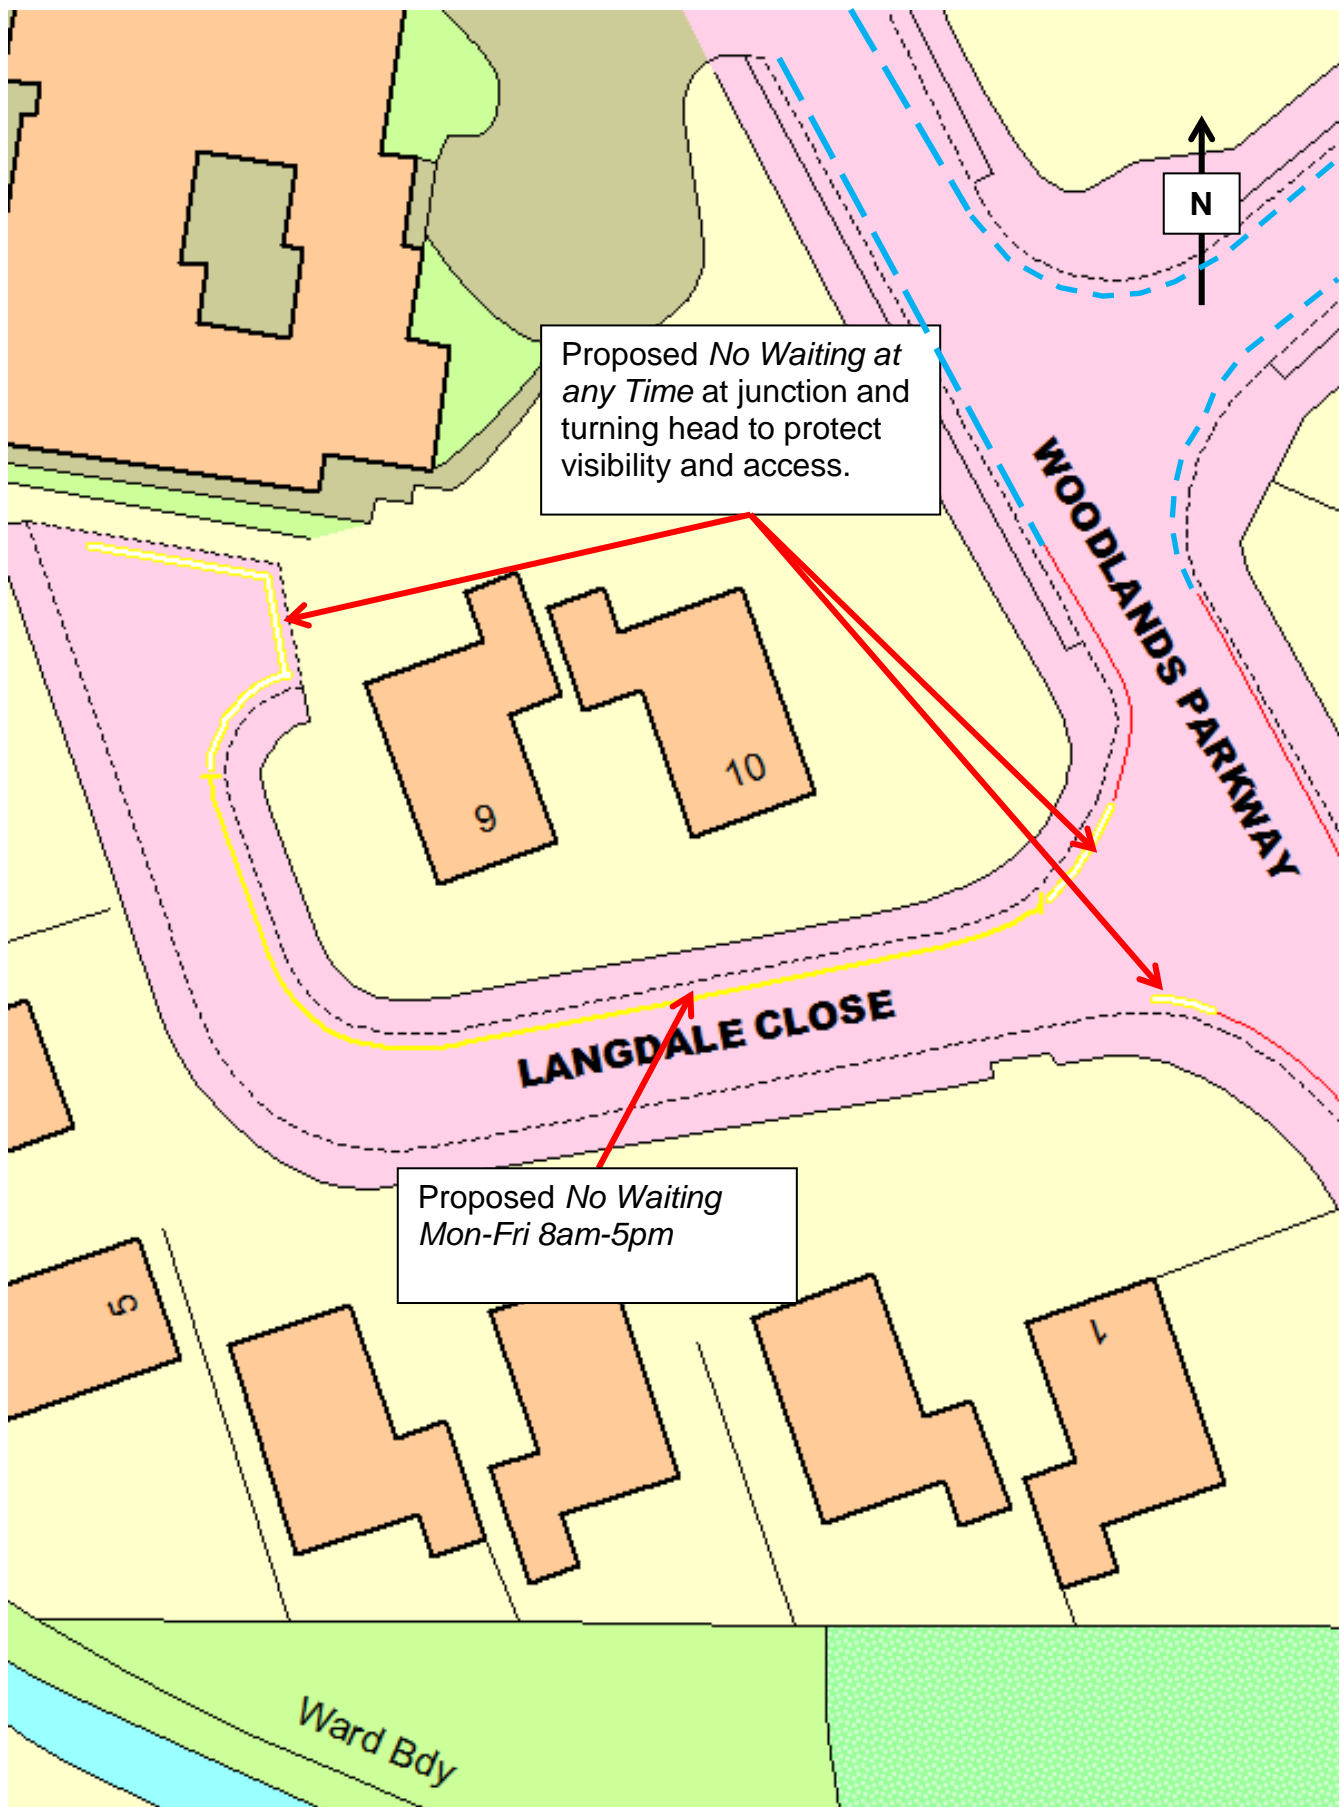 N
Proposed No Waiting at
any Time at junction and
turning head to protect
visibility and access.
WOODLANDS PARKWAY
10
9
LANGDALE CLOSE
Proposed No Waiting
Mon-Fri 8am-5pm
5
1
Ward Bdy